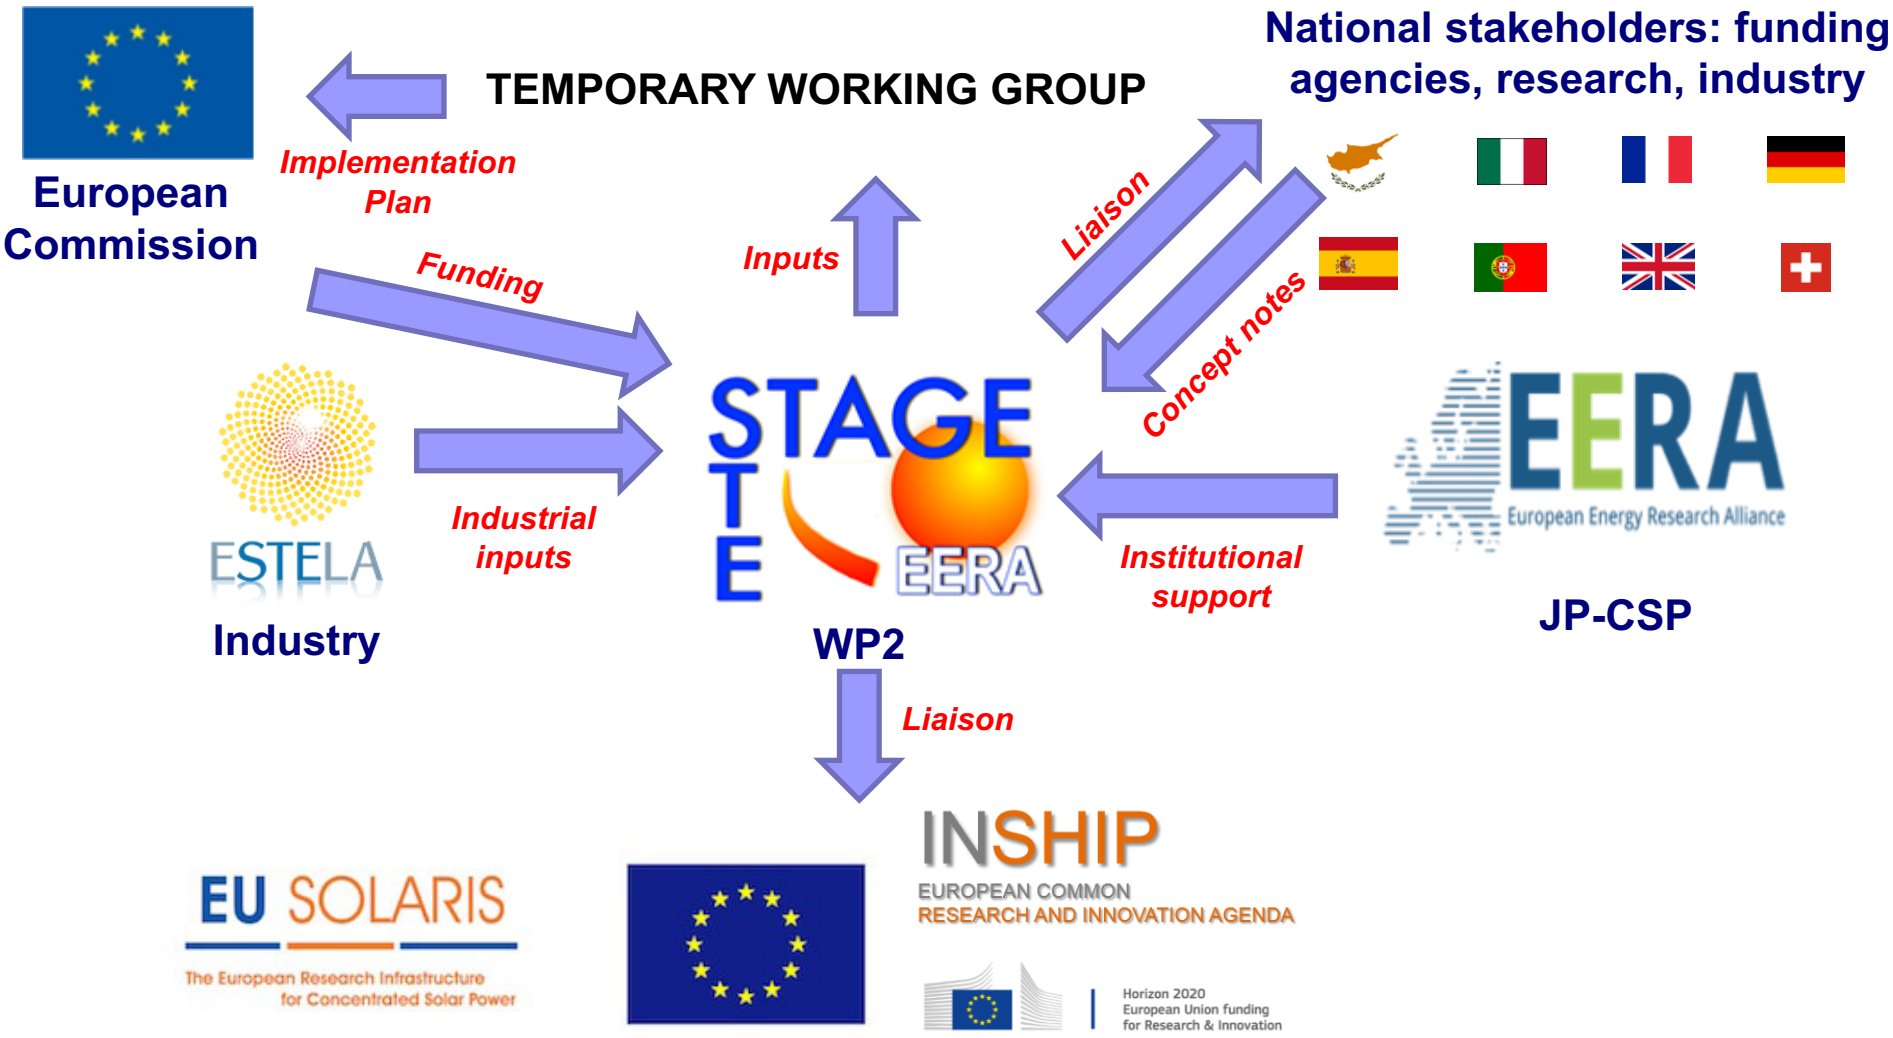 National stakeholders: funding
agencies, research, industry
TEMPORARY WORKING GROUP
European
Commission
Implementation
Plan
Funding
Inputs
Liaison
Concept notes
ESTELA
Industry
Industrial
inputs
STAGE
STE
EERA
WP2
Institutional
support
EERA
European Energy Research Alliance
JP-CSP
Liaison
EU SOLARIS
The European Research Infrastructure
for Concentrated Solar Power
INSHIP
EUROPEAN COMMON
RESEARCH AND INNOVATION AGENDA
Horizon 2020
European Union funding
for Research & Innovation